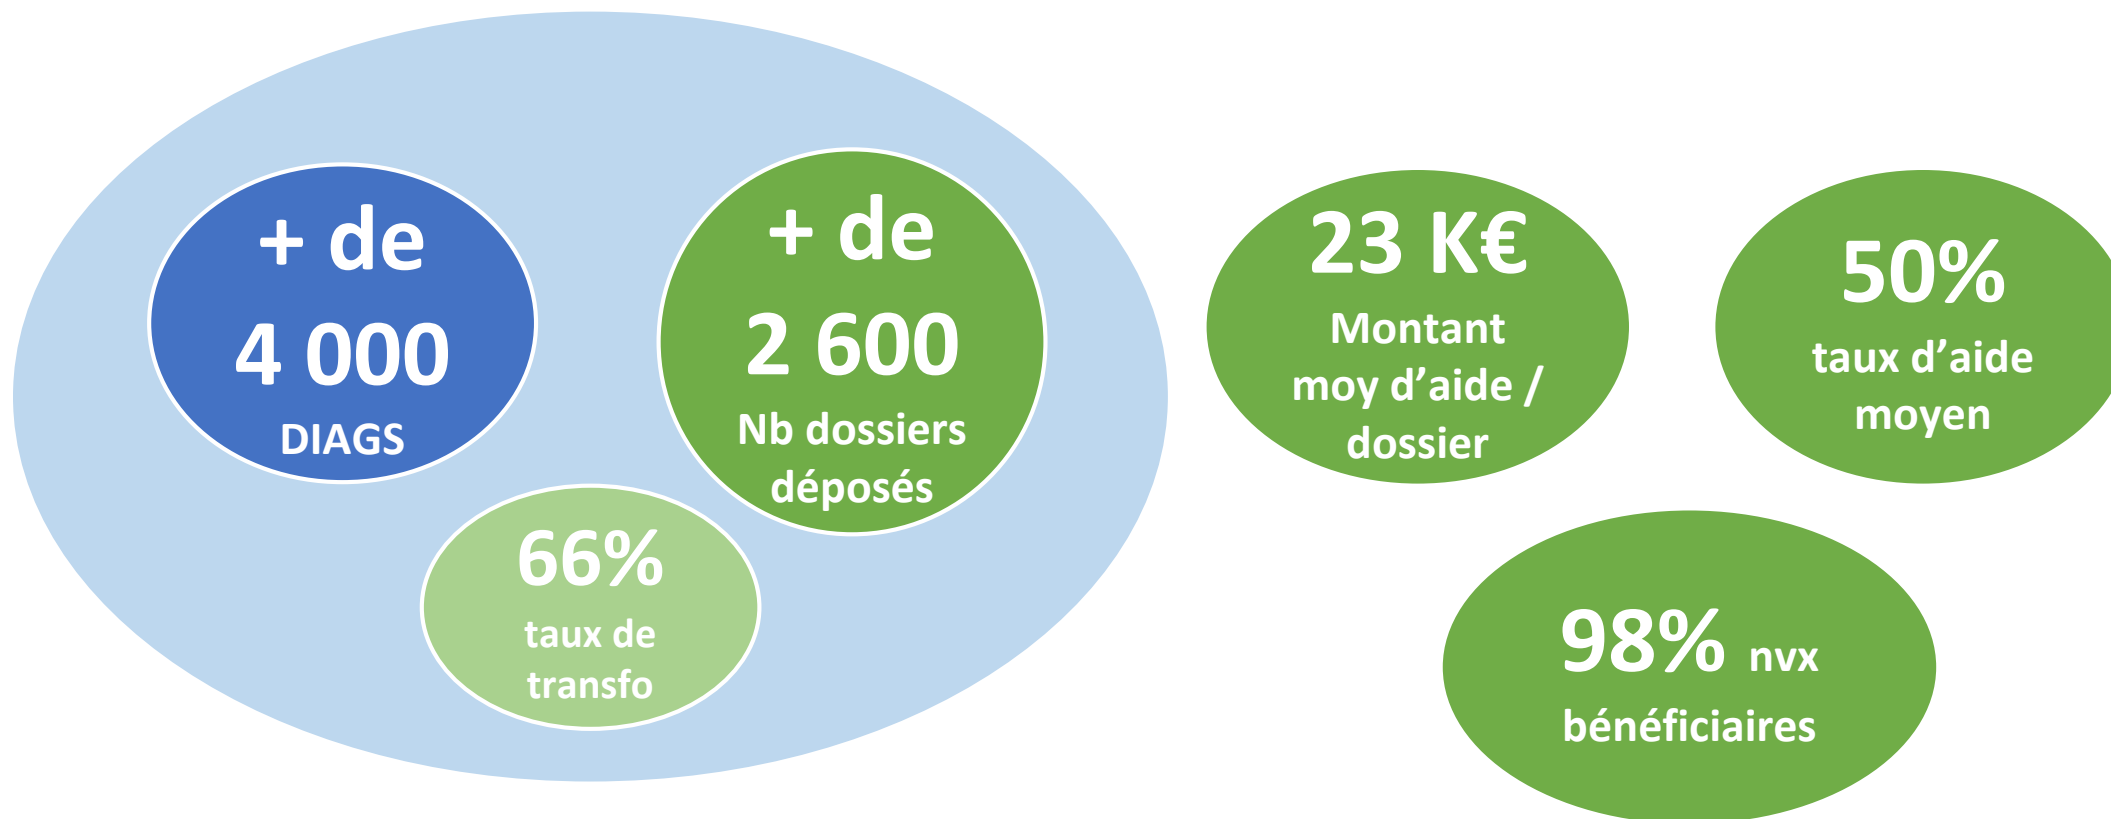 + de
4 000
DIAGS
+ de
2 600
Nb dossiers
déposés
66%
taux de
transfo
23 K€
Montant
moy d’aide /
dossier
50%
taux d’aide
moyen
98% nvx
bénéficiaires